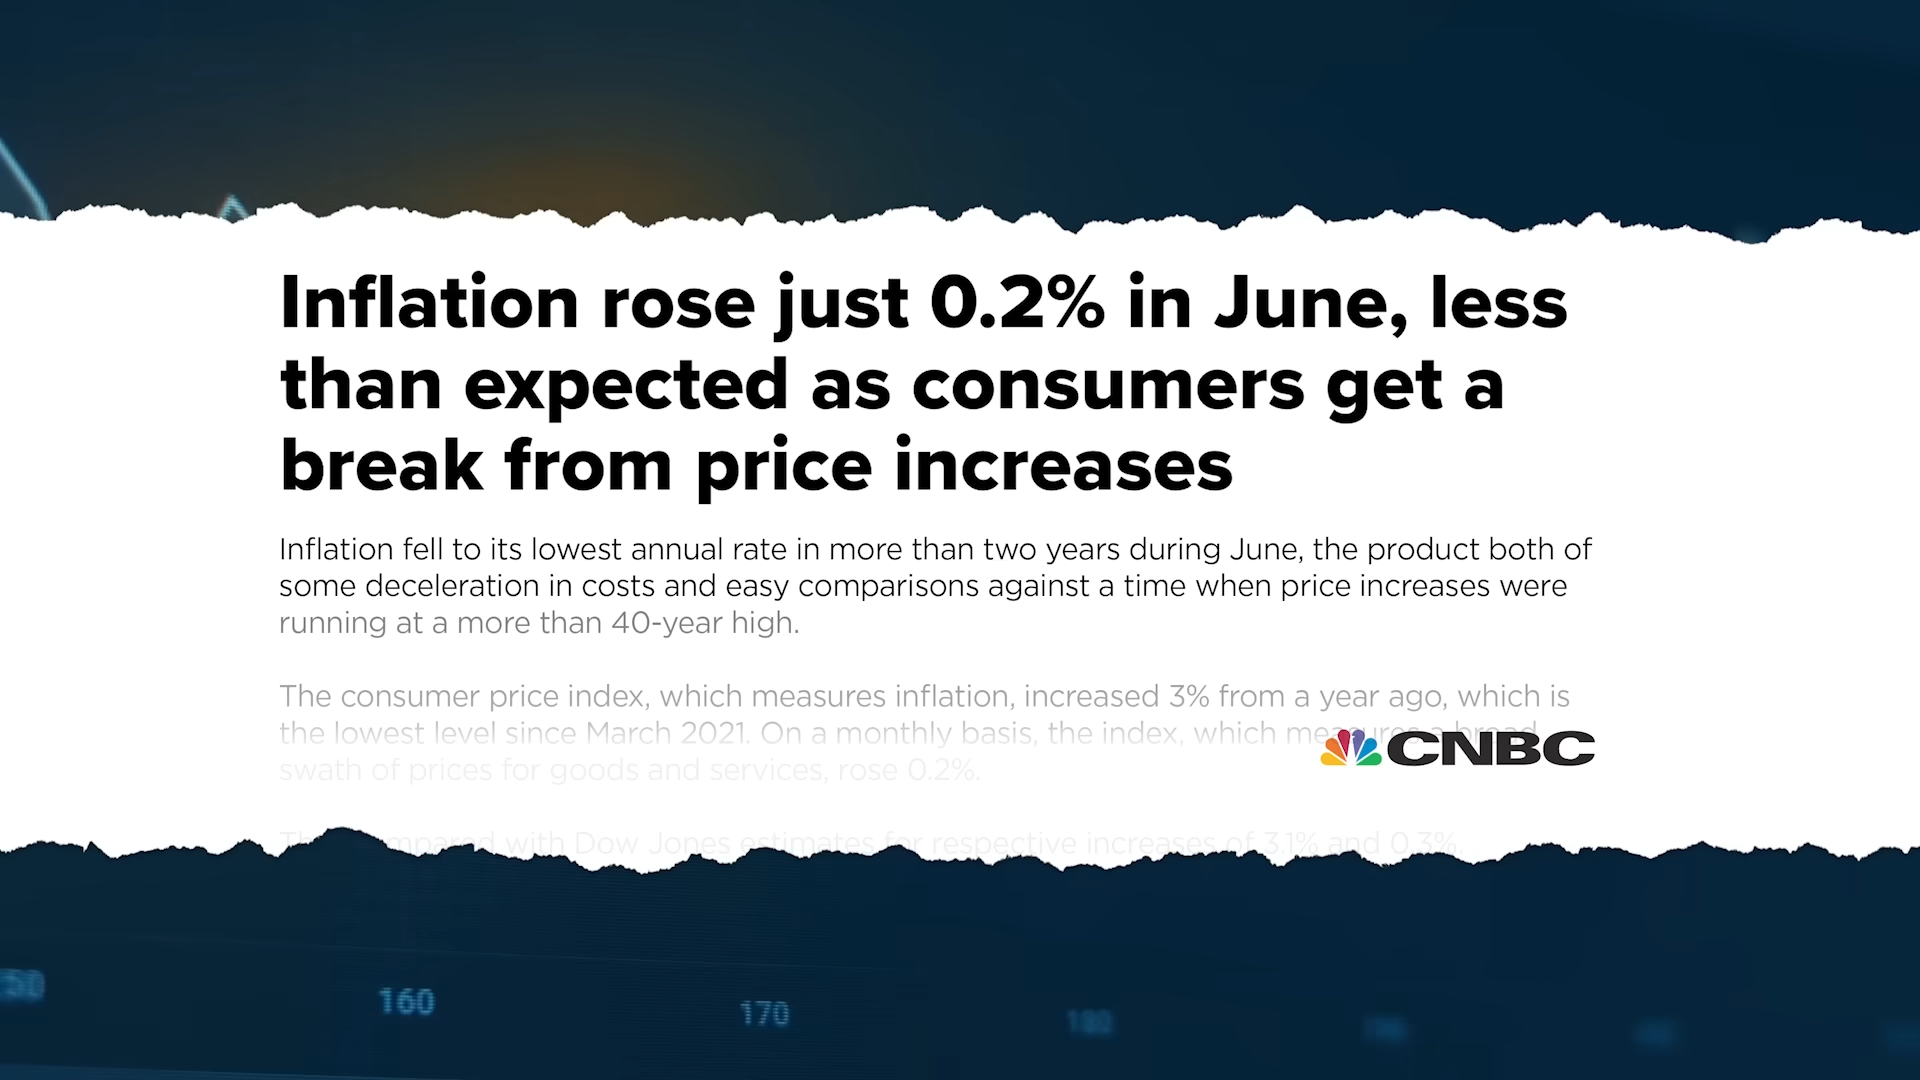 Inflation rose just 0.2% in June, less
than expected as consumers get a
break from price increases
Inflation fell to its lowest annual rate in more than two years during June, the product both of
some deceleration in costs and easy comparisons against a time when price increases were
running at a more than 40-year high.
The consumer price index, which measures inflation, increased 3% from a year ago, which is
the lowest level since March 2021. On a monthly basis, the index, which measures a broad
swath of prices for goods and services, rose 0.2%.
CNBC
compared with Dow Jones estimates for respective increases of 3.1% and 0.3%.
160
170
180